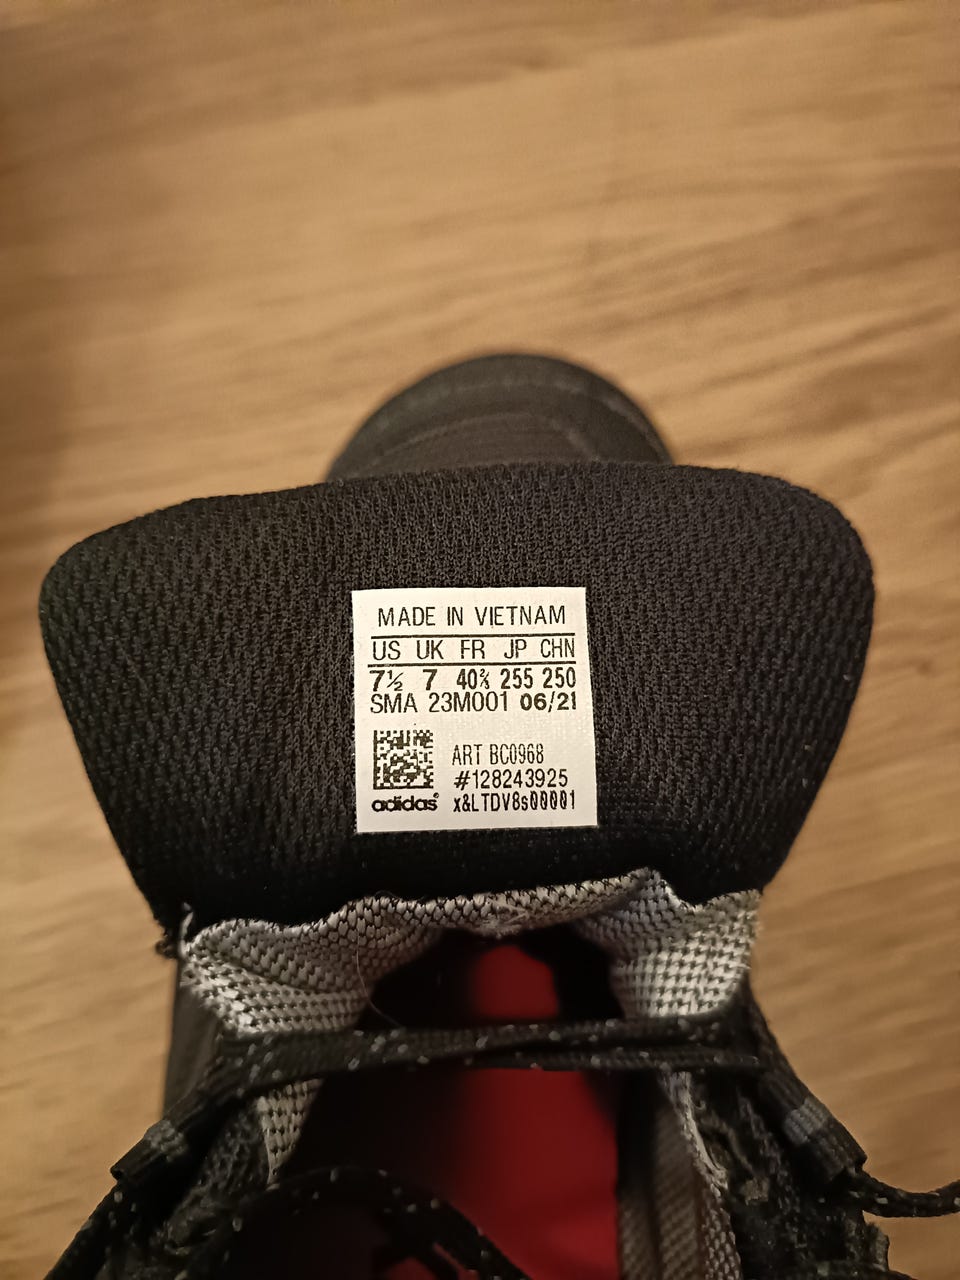 MADE IN VIETNAM
US UK FR JP CHN
7½ 7 40⅔ 255 250
SMA 23M001 06/21
ART BC0968
#128243925
adidas® x&LTDV8s00001